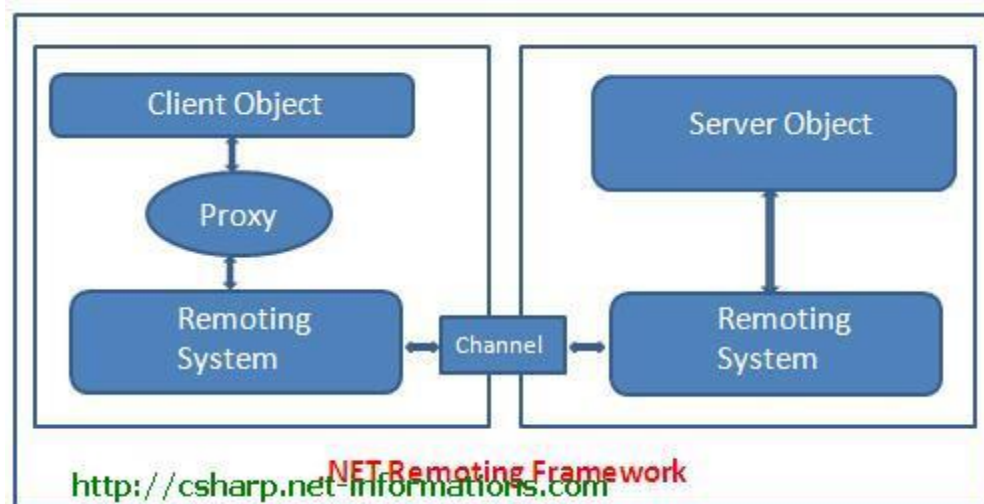 Client Object
Proxy
Remoting
System
Channel
Server Object
Remoting
System
.NET Remoting Framework
http://csharp.net-informations.com